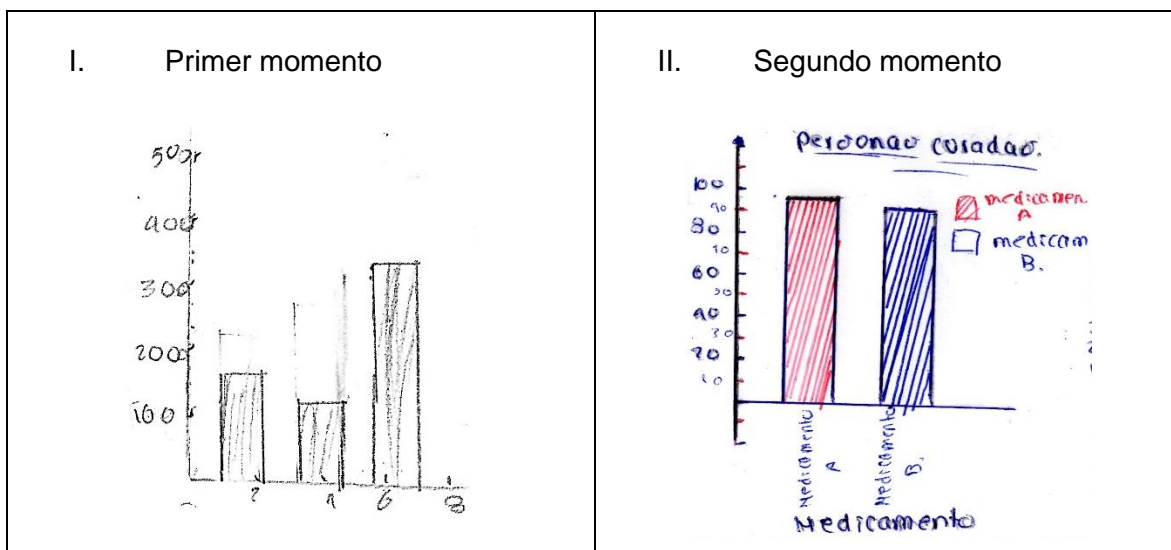 I. Primer momento
500
400
300
200
100
2
4
6
8
II. Segundo momento
Personas curadas.
100
90
80
70
60
50
40
30
20
10
medicamen.
A
medicam
B.
Medicamento
A
Medicamento
B.
Medicamento